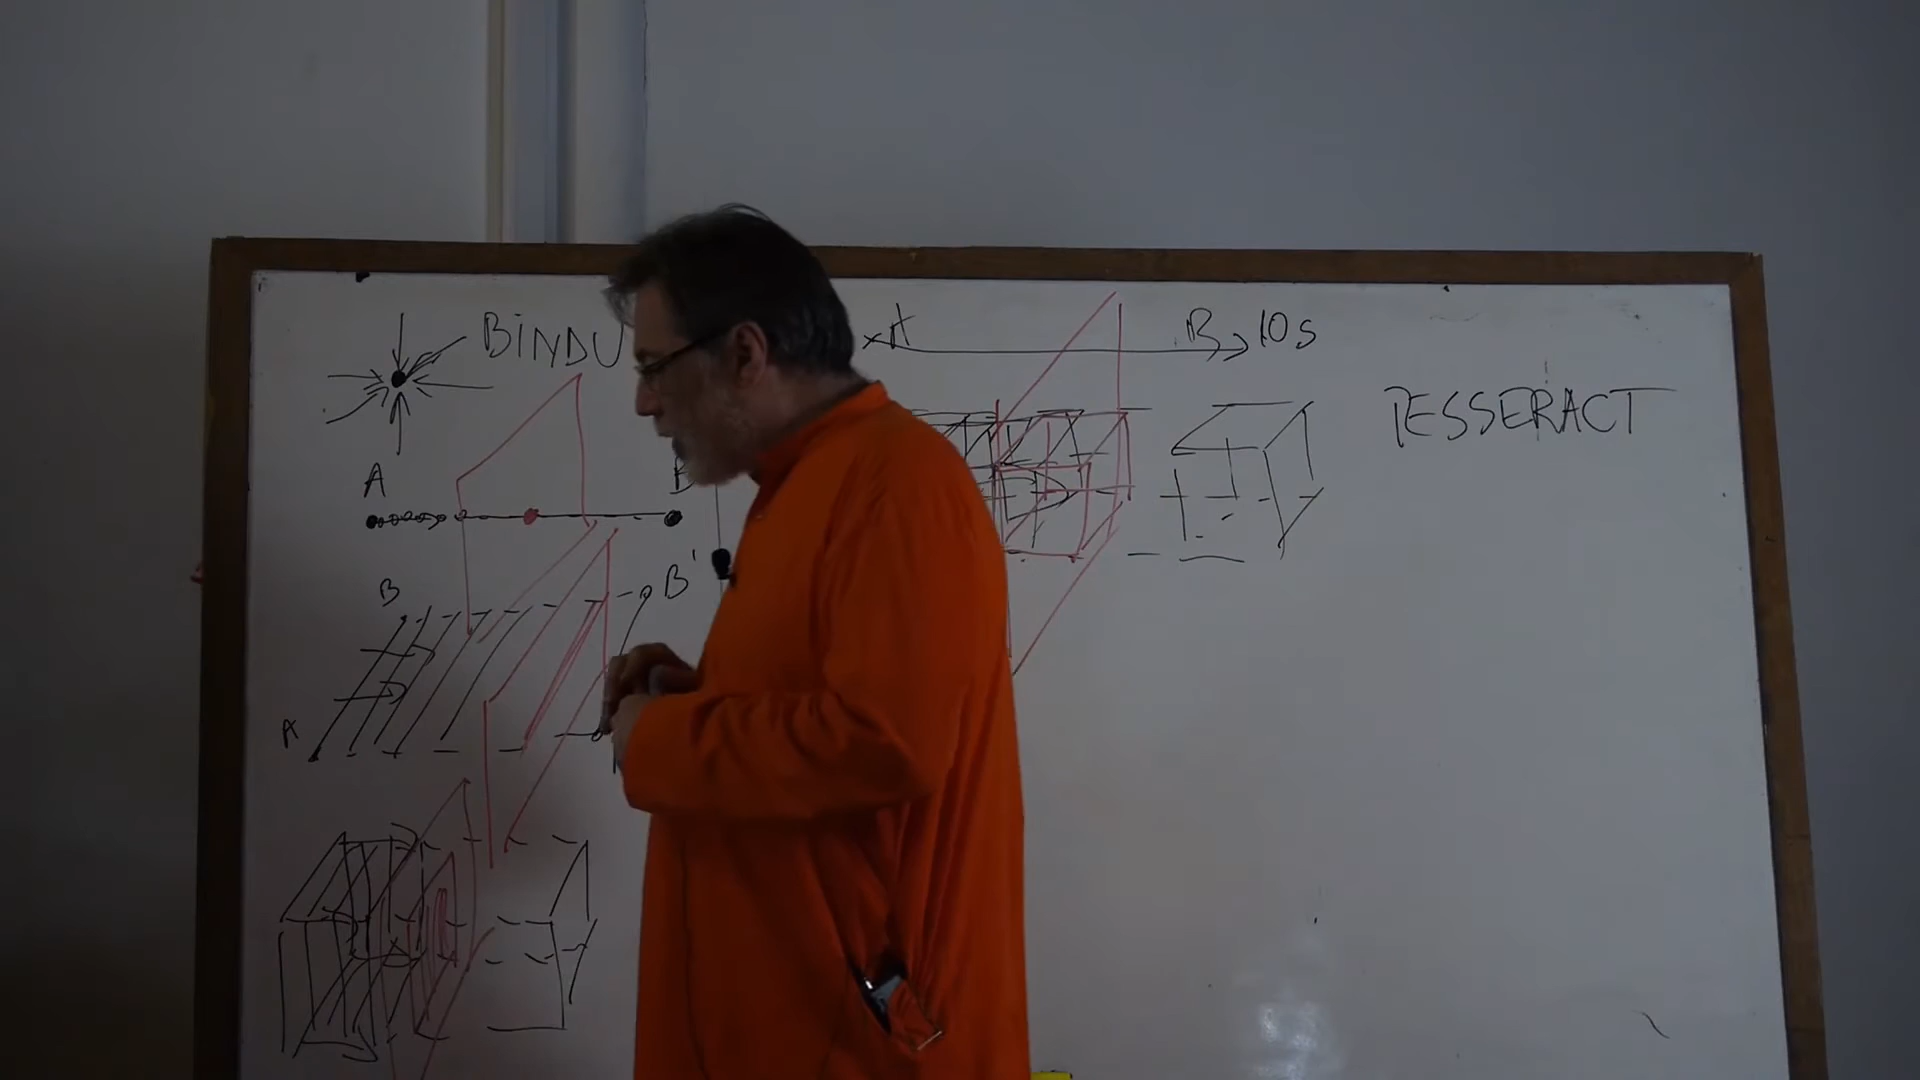 BINDU
A B 10s
TESSERACT
A B
B B'
A